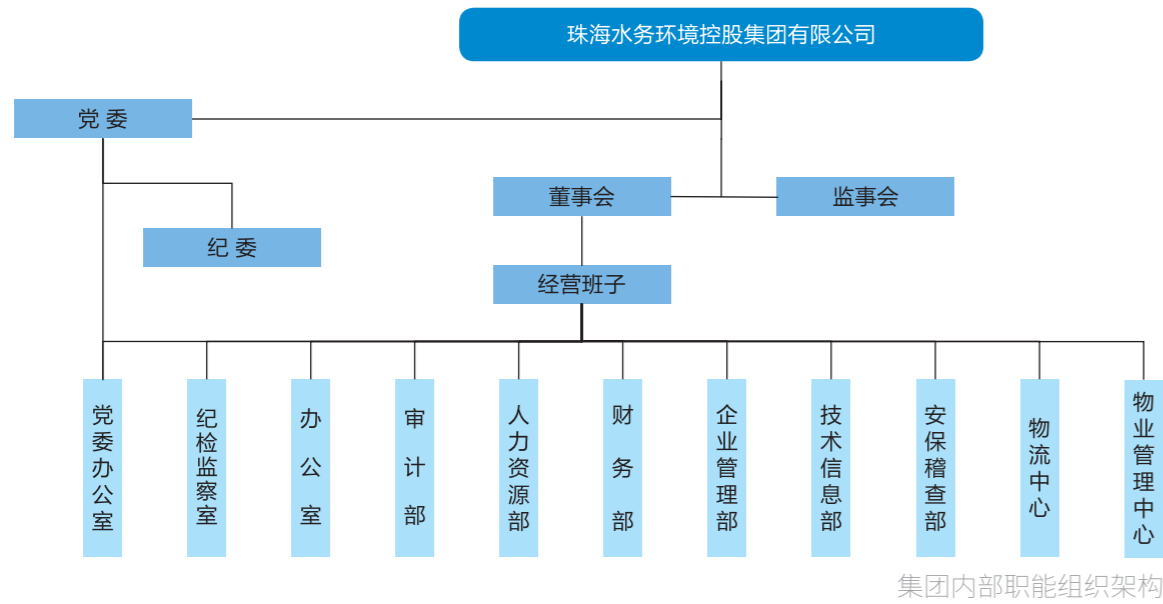 珠海水务环境控股集团有限公司
党 委
董事会
监事会
纪 委
经营班子
党委办公室
纪检监察室
办公室
审计部
人力资源部
财务部
企业管理部
技术信息部
安保稽查部
物流中心
物业管理中心
集团内部职能组织架构